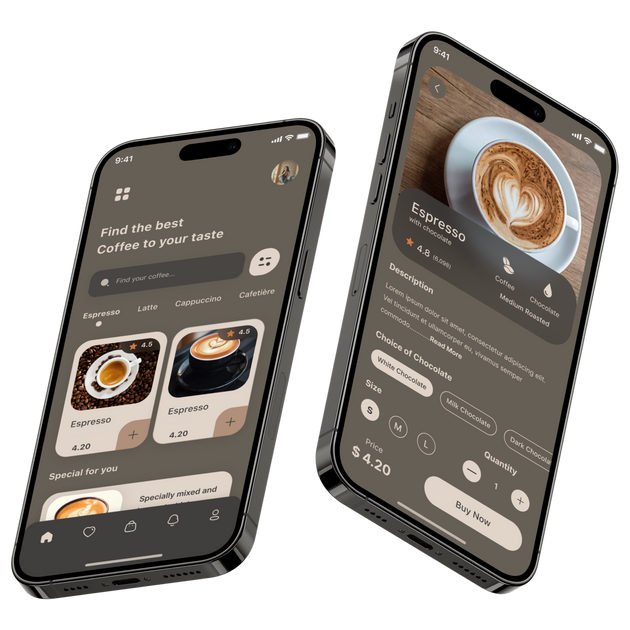 9:41
Find the best
Coffee to your taste
Find your coffee...
Espresso
Latte
Cappuccino
Cafetière
4.5
4.5
Espresso
4.20
Espresso
4.20
Special for you
Specially mixed and
9:41
Espresso
with chocolate
4.8 (6,098)
Coffee
Chocolate
Medium Roasted
Description
Lorem ipsum dolor sit amet, consectetur adipiscing elit.
Vel tincidunt et ullamcorper eu, vivamus semper
commodo..........Read More
Choice of Chocolate
White Chocolate
Milk Chocolate
Dark Chocola
Size
S
M
L
Quantity
1
Price
$ 4.20
Buy Now